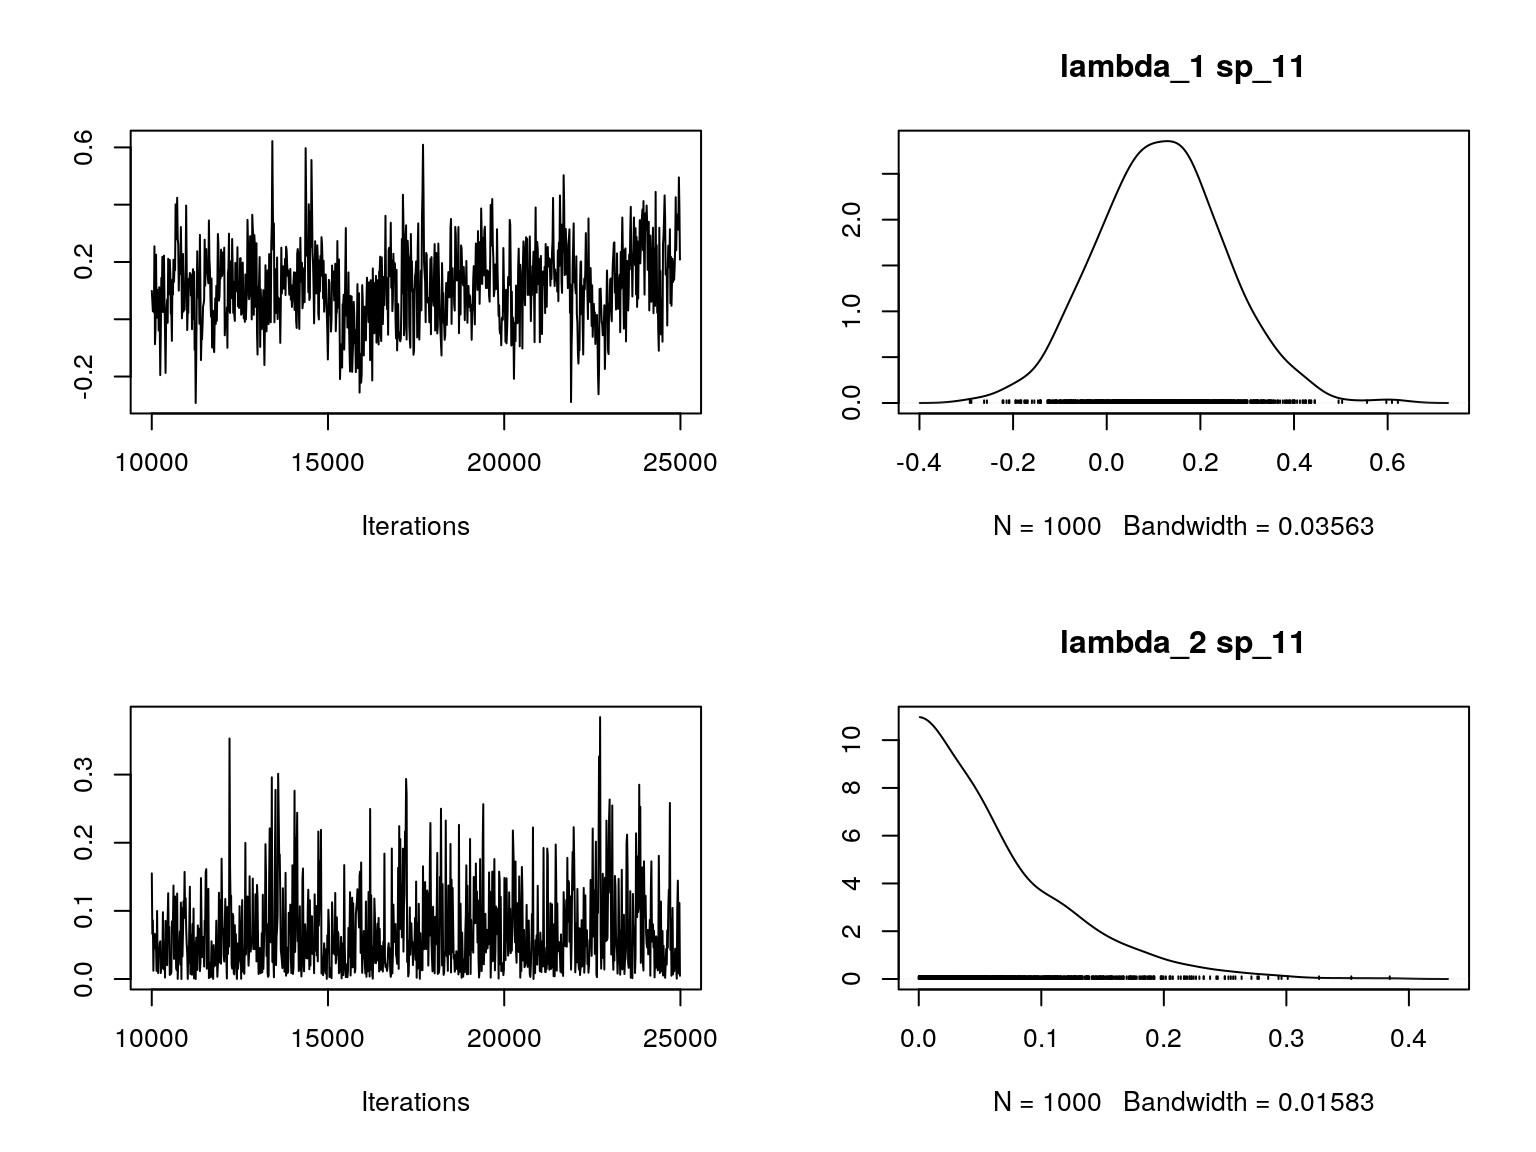 lambda_1 sp_11
0.6
0.2
-0.2
10000 15000 20000 25000
Iterations
2.0
1.0
0.0
-0.4 -0.2 0.0 0.2 0.4 0.6
N = 1000 Bandwidth = 0.03563
lambda_2 sp_11
0.3
0.2
0.1
0.0
10000 15000 20000 25000
Iterations
10
8
6
4
2
0
0.0 0.1 0.2 0.3 0.4
N = 1000 Bandwidth = 0.01583